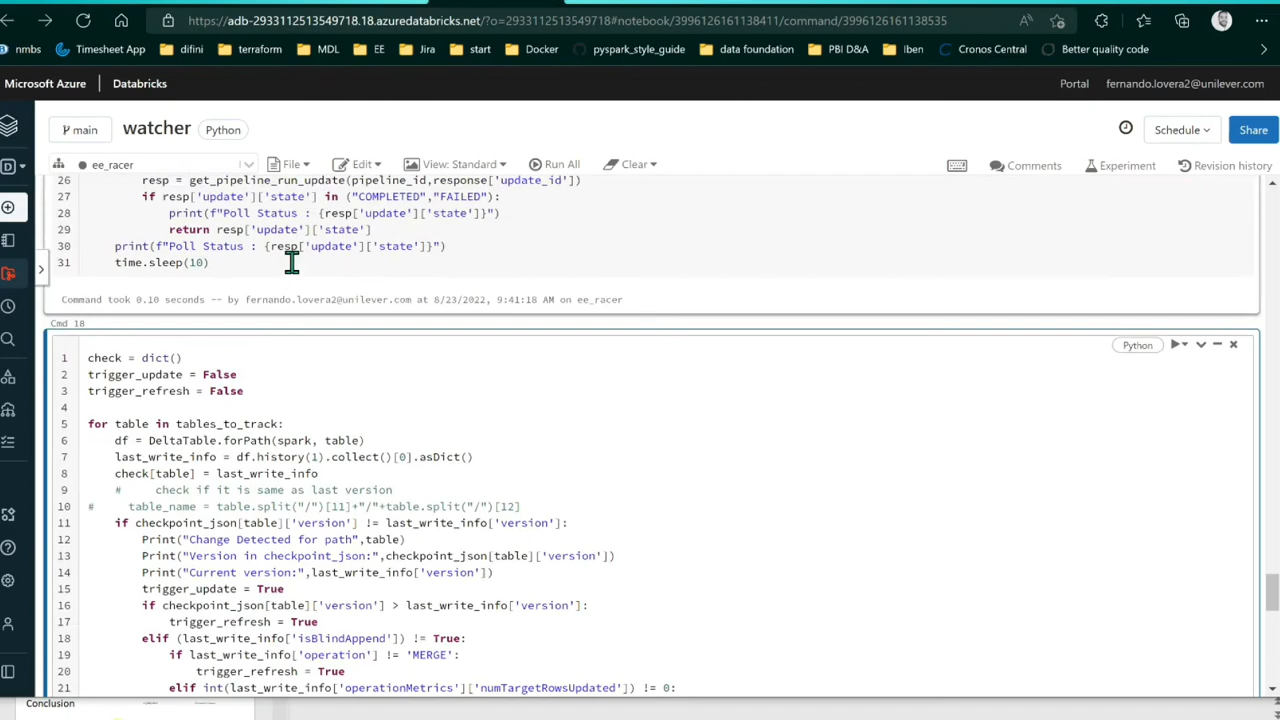 https://adb-2933112513549718.18.azuredatabricks.net/?o=2933112513549718#notebook/3996126161138411/command/3996126161138535
nmbs Timesheet App difini terraform MDL EE Jira start Docker pyspark_style_guide data foundation PBI D&A Iben Cronos Central Better quality code
Microsoft Azure Databricks Portal fernando.lovera2@unilever.com
main watcher Python Schedule Share
ee_racer File Edit View: Standard Run All Clear Comments Experiment Revision history
26 resp = get_pipeline_run_update(pipeline_id,response['update_id'])
27 if resp['update']['state'] in ("COMPLETED","FAILED"):
28 print(f"Poll Status : {resp['update']['state']}")
29 return resp['update']['state']
30 print(f"Poll Status : {resp['update']['state']}")
31 time.sleep(10)
Command took 0.10 seconds -- by fernando.lovera2@unilever.com at 8/23/2022, 9:41:18 AM on ee_racer
Cmd 18
Python
1 check = dict()
2 trigger_update = False
3 trigger_refresh = False
4
5 for table in tables_to_track:
6 df = DeltaTable.forPath(spark, table)
7 last_write_info = df.history(1).collect()[0].asDict()
8 check[table] = last_write_info
9 # check if it is same as last version
10 # table_name = table.split("/")[11]+"/"+table.split("/")[12]
11 if checkpoint_json[table]['version'] != last_write_info['version']:
12 Print("Change Detected for path",table)
13 Print("Version in checkpoint_json:",checkpoint_json[table]['version'])
14 Print("Current version:",last_write_info['version'])
15 trigger_update = True
16 if checkpoint_json[table]['version'] > last_write_info['version']:
17 trigger_refresh = True
18 elif (last_write_info['isBlindAppend']) != True:
19 if last_write_info['operation'] != 'MERGE':
20 trigger_refresh = True
21 elif int(last_write_info['operationMetrics']['numTargetRowsUpdated']) != 0:
Conclusion